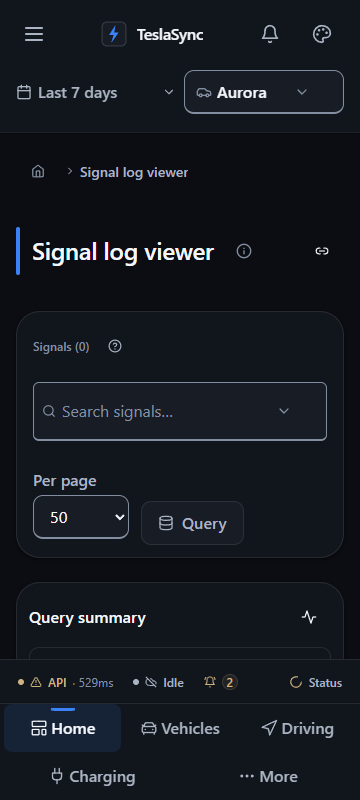 TeslaSync
Last 7 days
Aurora
Signal log viewer
Signal log viewer
Signals (0)
Search signals...
Per page
50
Query
Query summary
API · 529ms
Idle
2
Status
Home
Vehicles
Driving
Charging
More